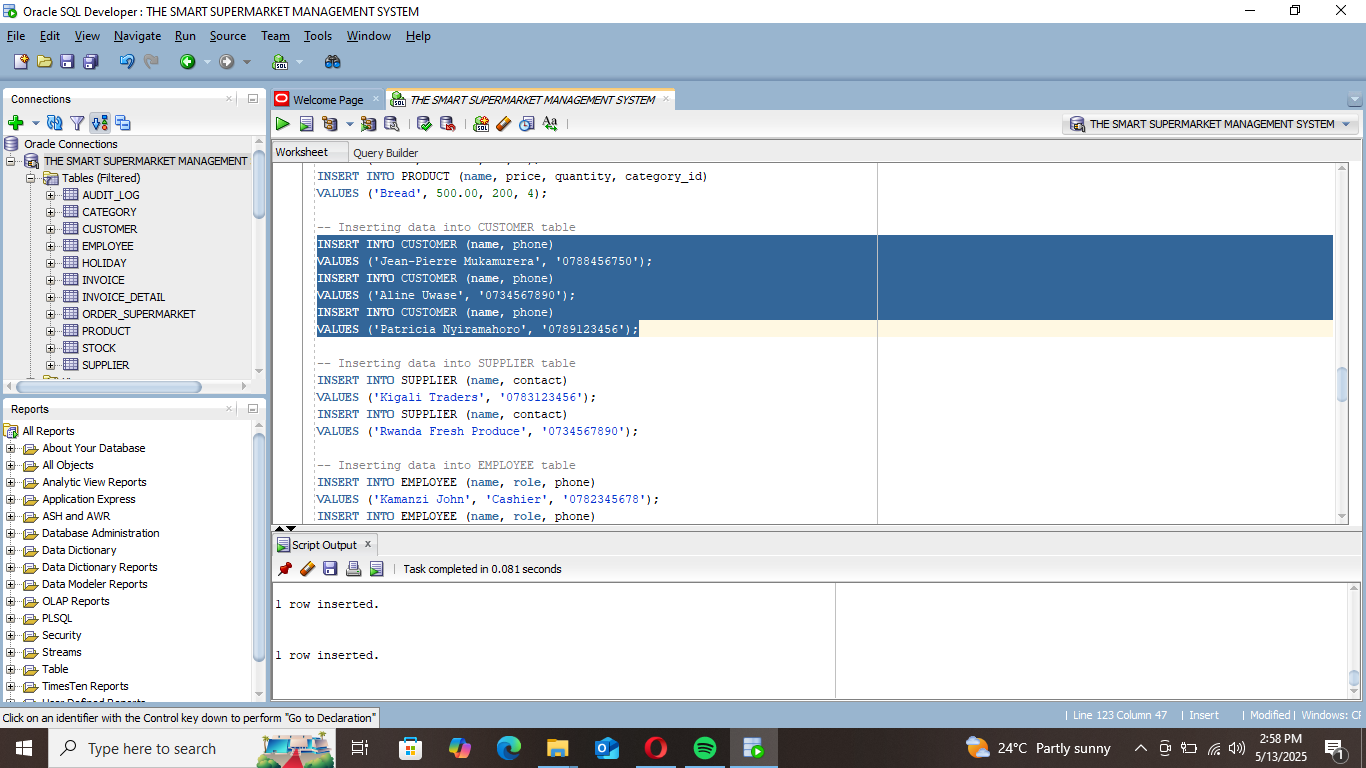 Oracle SQL Developer : THE SMART SUPERMARKET MANAGEMENT SYSTEM
File Edit View Navigate Run Source Team Tools Window Help
Connections
Oracle Connections
THE SMART SUPERMARKET MANAGEMENT
Tables (Filtered)
AUDIT_LOG
CATEGORY
CUSTOMER
EMPLOYEE
HOLIDAY
INVOICE
INVOICE_DETAIL
ORDER_SUPERMARKET
PRODUCT
STOCK
SUPPLIER
Reports
All Reports
About Your Database
All Objects
Analytic View Reports
Application Express
ASH and AWR
Database Administration
Data Dictionary
Data Dictionary Reports
Data Modeler Reports
OLAP Reports
PLSQL
Security
Streams
Table
TimesTen Reports
Welcome Page
THE SMART SUPERMARKET MANAGEMENT SYSTEM
THE SMART SUPERMARKET MANAGEMENT SYSTEM
Worksheet Query Builder
INSERT INTO PRODUCT (name, price, quantity, category_id)
VALUES ('Bread', 500.00, 200, 4);
-- Inserting data into CUSTOMER table
INSERT INTO CUSTOMER (name, phone)
VALUES ('Jean-Pierre Mukamurera', '0788456750');
INSERT INTO CUSTOMER (name, phone)
VALUES ('Aline Uwase', '0734567890');
INSERT INTO CUSTOMER (name, phone)
VALUES ('Patricia Nyiramahoro', '0789123456');
-- Inserting data into SUPPLIER table
INSERT INTO SUPPLIER (name, contact)
VALUES ('Kigali Traders', '0783123456');
INSERT INTO SUPPLIER (name, contact)
VALUES ('Rwanda Fresh Produce', '0734567890');
-- Inserting data into EMPLOYEE table
INSERT INTO EMPLOYEE (name, role, phone)
VALUES ('Kamanzi John', 'Cashier', '0782345678');
INSERT INTO EMPLOYEE (name, role, phone)
Script Output
Task completed in 0.081 seconds
1 row inserted.
1 row inserted.
Click on an identifier with the Control key down to perform "Go to Declaration"
Line 123 Column 47 Insert Modified Windows: CR
Type here to search
24°C Partly sunny
2:58 PM
5/13/2025
1